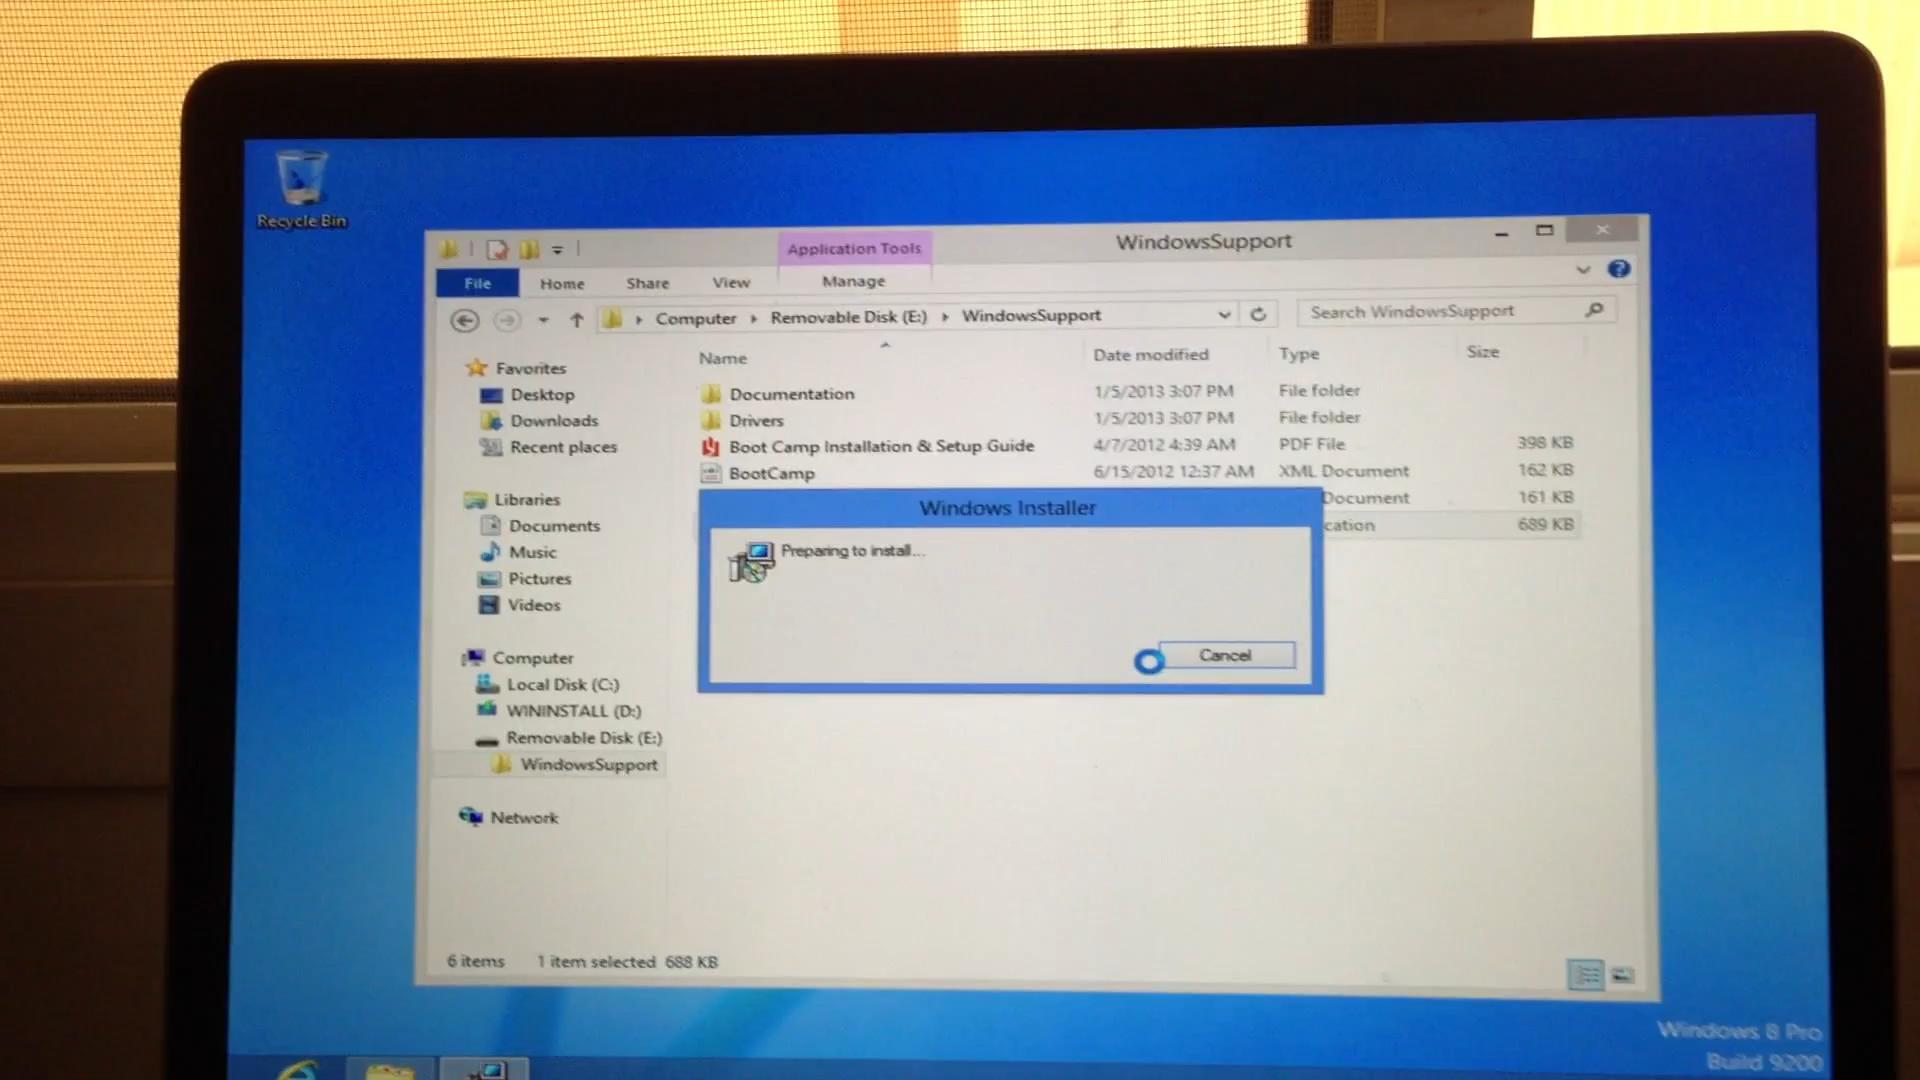 Recycle Bin
Application Tools
WindowsSupport
File
Home
Share
View
Manage
Computer
Removable Disk (E:)
WindowsSupport
Search WindowsSupport
Name
Date modified
Type
Size
Favorites
Desktop
Downloads
Recent places
Libraries
Documents
Music
Pictures
Videos
Computer
Local Disk (C:)
WININSTALL (D:)
Removable Disk (E:)
WindowsSupport
Network
Documentation 1/5/2013 3:07 PM File folder
Drivers 1/5/2013 3:07 PM File folder
Boot Camp Installation & Setup Guide 4/7/2012 4:39 AM PDF File 398 KB
BootCamp 6/15/2012 12:37 AM XML Document 162 KB
Document 161 KB
cation 689 KB
Windows Installer
Preparing to install...
Cancel
6 items 1 item selected 688 KB
Windows 8 Pro
Build 9200